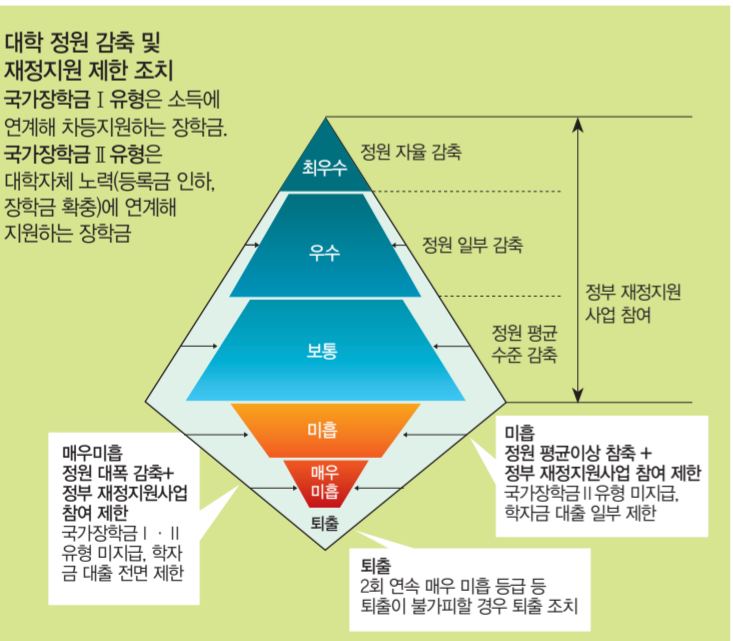 대학 정원 감축 및
재정지원 제한 조치
국가장학금 Ⅰ 유형은 소득에
연계해 차등지원하는 장학금.
국가장학금 Ⅱ 유형은
대학자체 노력(등록금 인하,
장학금 확충)에 연계해
지원하는 장학금
최우수
정원 자율 감축
우수
정원 일부 감축
정부 재정지원
사업 참여
보통
정원 평균
수준 감축
미흡
매우
미흡
퇴출
매우미흡
정원 대폭 감축+
정부 재정지원사업
참여 제한
국가장학금Ⅰ·Ⅱ
유형 미지급, 학자
금 대출 전면 제한
미흡
정원 평균이상 참축 +
정부 재정지원사업 참여 제한
국가장학금Ⅱ유형 미지급,
학자금 대출 일부 제한
퇴출
2회 연속 매우 미흡 등급 등
퇴출이 불가피할 경우 퇴출 조치